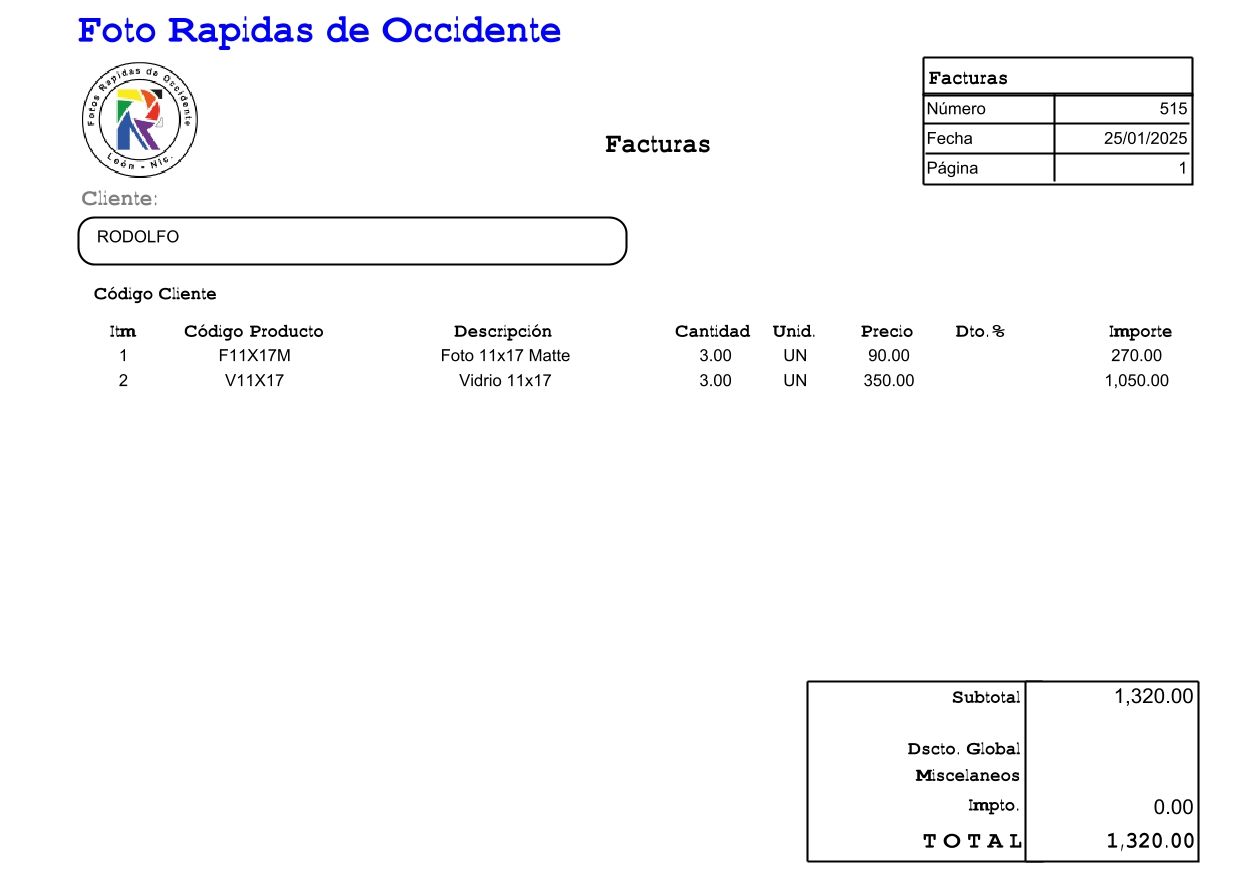 Foto Rapidas de Occidente
Fotos Rapidas de Occidente
León - Nic.
Facturas
Facturas
Número 515
Fecha 25/01/2025
Página 1
Cliente:
RODOLFO
Código Cliente
Itm Código Producto Descripción Cantidad Unid. Precio Dto.% Importe
1 F11X17M Foto 11x17 Matte 3.00 UN 90.00 270.00
2 V11X17 Vidrio 11x17 3.00 UN 350.00 1,050.00
Subtotal 1,320.00
Dscto. Global
Miscelaneos
Impto. 0.00
TOTAL 1,320.00